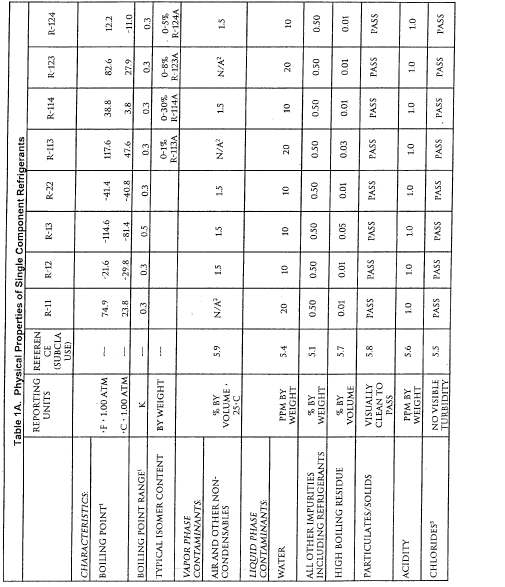 Table 1A. Physical Properties of Single Component Refrigerants
REPORTING UNITS REFEREN CE (SUBCLA USE) R-11 R-12 R-13 R-22 R-113 R-114 R-123 R-124
CHARACTERISTICS:
BOILING POINT¹ ·F · 1.00 ATM --- 74.9 -21.6 -114.6 -41.4 117.6 38.8 82.6 12.2
·C · 1.00 ATM --- 23.8 -29.8 -81.4 -40.8 47.6 3.8 27.9 -11.0
BOILING POINT RANGE¹ K --- 0.3 0.3 0.5 0.3 0.3 0.3 0.3 0.3
TYPICAL ISOMER CONTENT BY WEIGHT --- 0-1% R-113A 0-30% R-114A 0-8% R-123A 0-5% R-124A
VAPOR PHASE CONTAMINANTS:
AIR AND OTHER NON-CONDENSABLES % BY VOLUME · 25·C 5.9 N/A² 1.5 1.5 1.5 N/A² 1.5 N/A² 1.5
LIQUID PHASE CONTAMINANTS:
WATER PPM BY WEIGHT 5.4 20 10 10 10 20 10 20 10
ALL OTHER IMPURITIES INCLUDING REFRIGERANTS % BY WEIGHT 5.1 0.50 0.50 0.50 0.50 0.50 0.50 0.50 0.50
HIGH BOILING RESIDUE % BY VOLUME 5.7 0.01 0.01 0.05 0.01 0.03 0.01 0.01 0.01
PARTICULATES/SOLIDS VISUALLY CLEAN TO PASS 5.8 PASS PASS PASS PASS PASS PASS PASS PASS
ACIDITY PPM BY WEIGHT 5.6 1.0 1.0 1.0 1.0 1.0 1.0 1.0 1.0
CHLORIDES³ NO VISIBLE TURBIDITY 5.5 PASS PASS PASS PASS PASS PASS PASS PASS